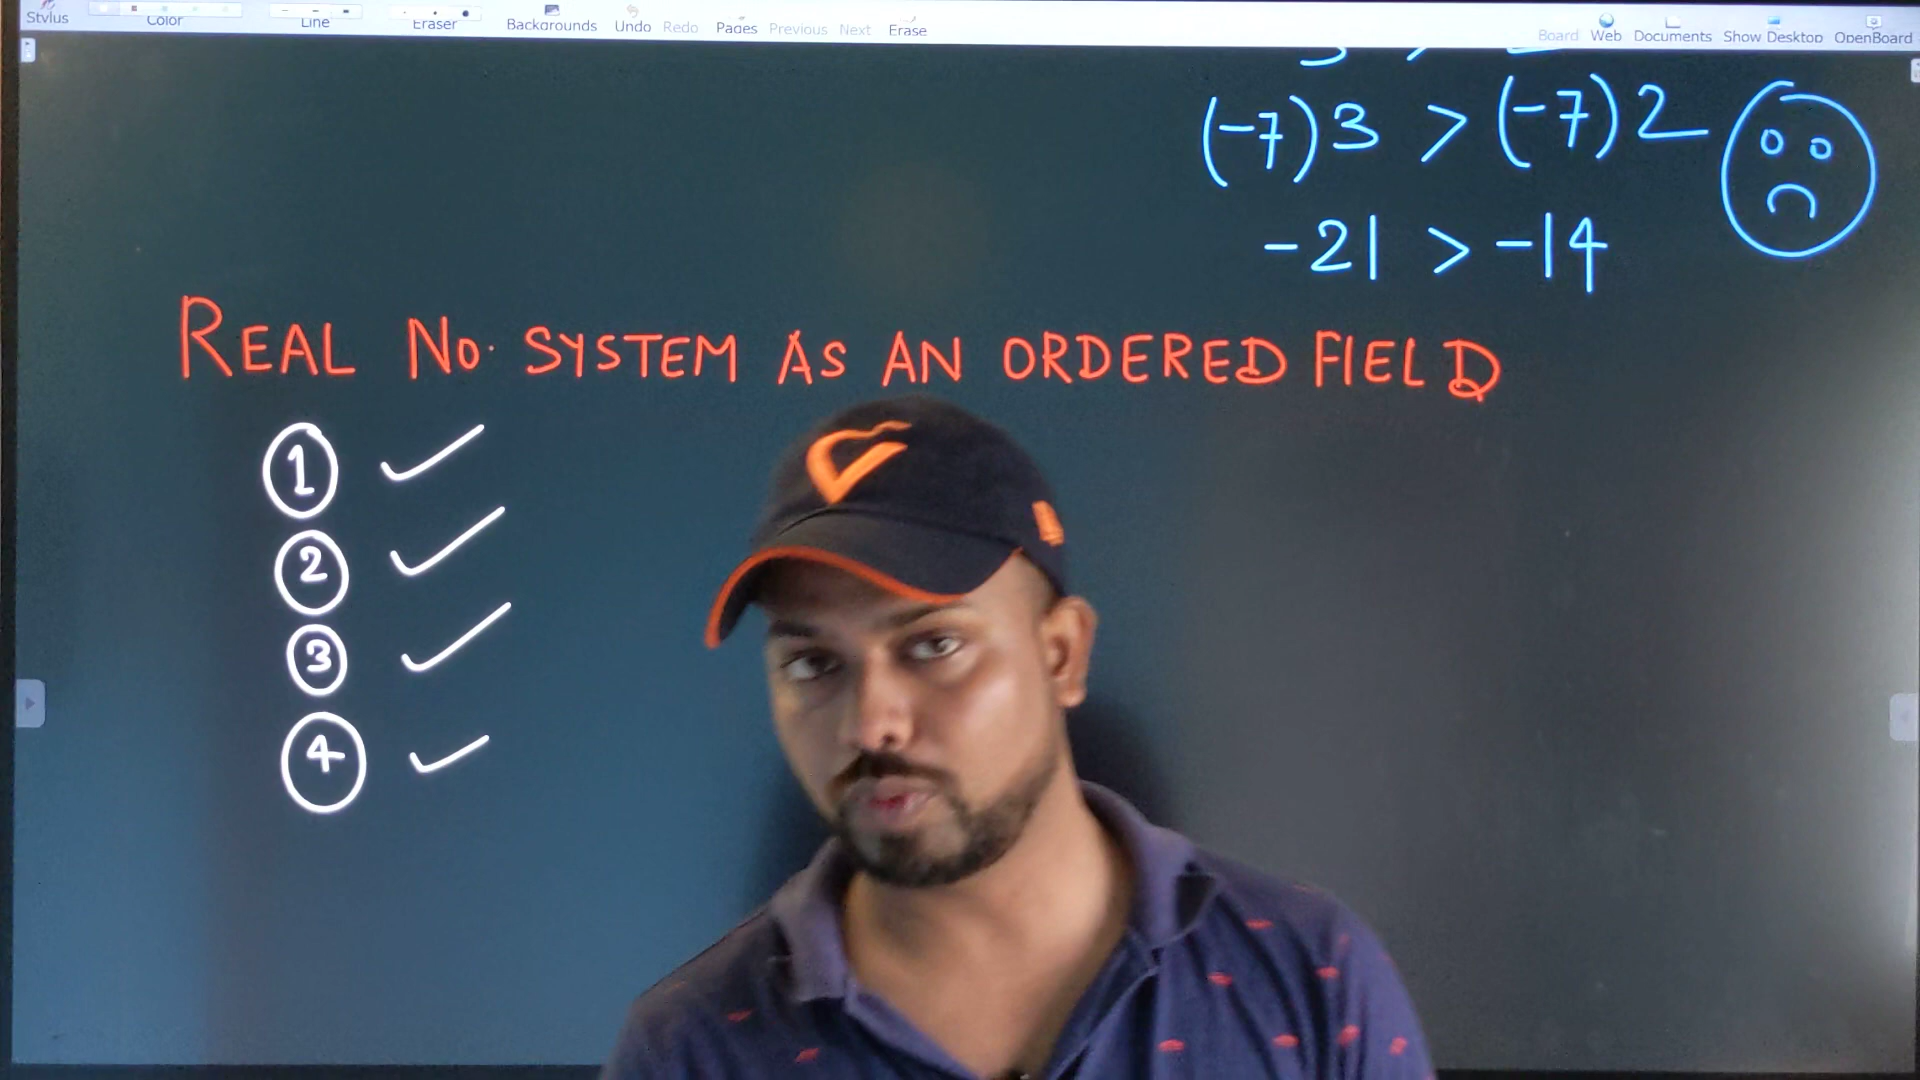 Stylus Color Line Eraser Backgrounds Undo Redo Pages Previous Next Erase Board Web Documents Show Desktop OpenBoard
(-7)3 > (-7)2
-21 > -14
REAL NO. SYSTEM AS AN ORDERED FIELD
1
2
3
4